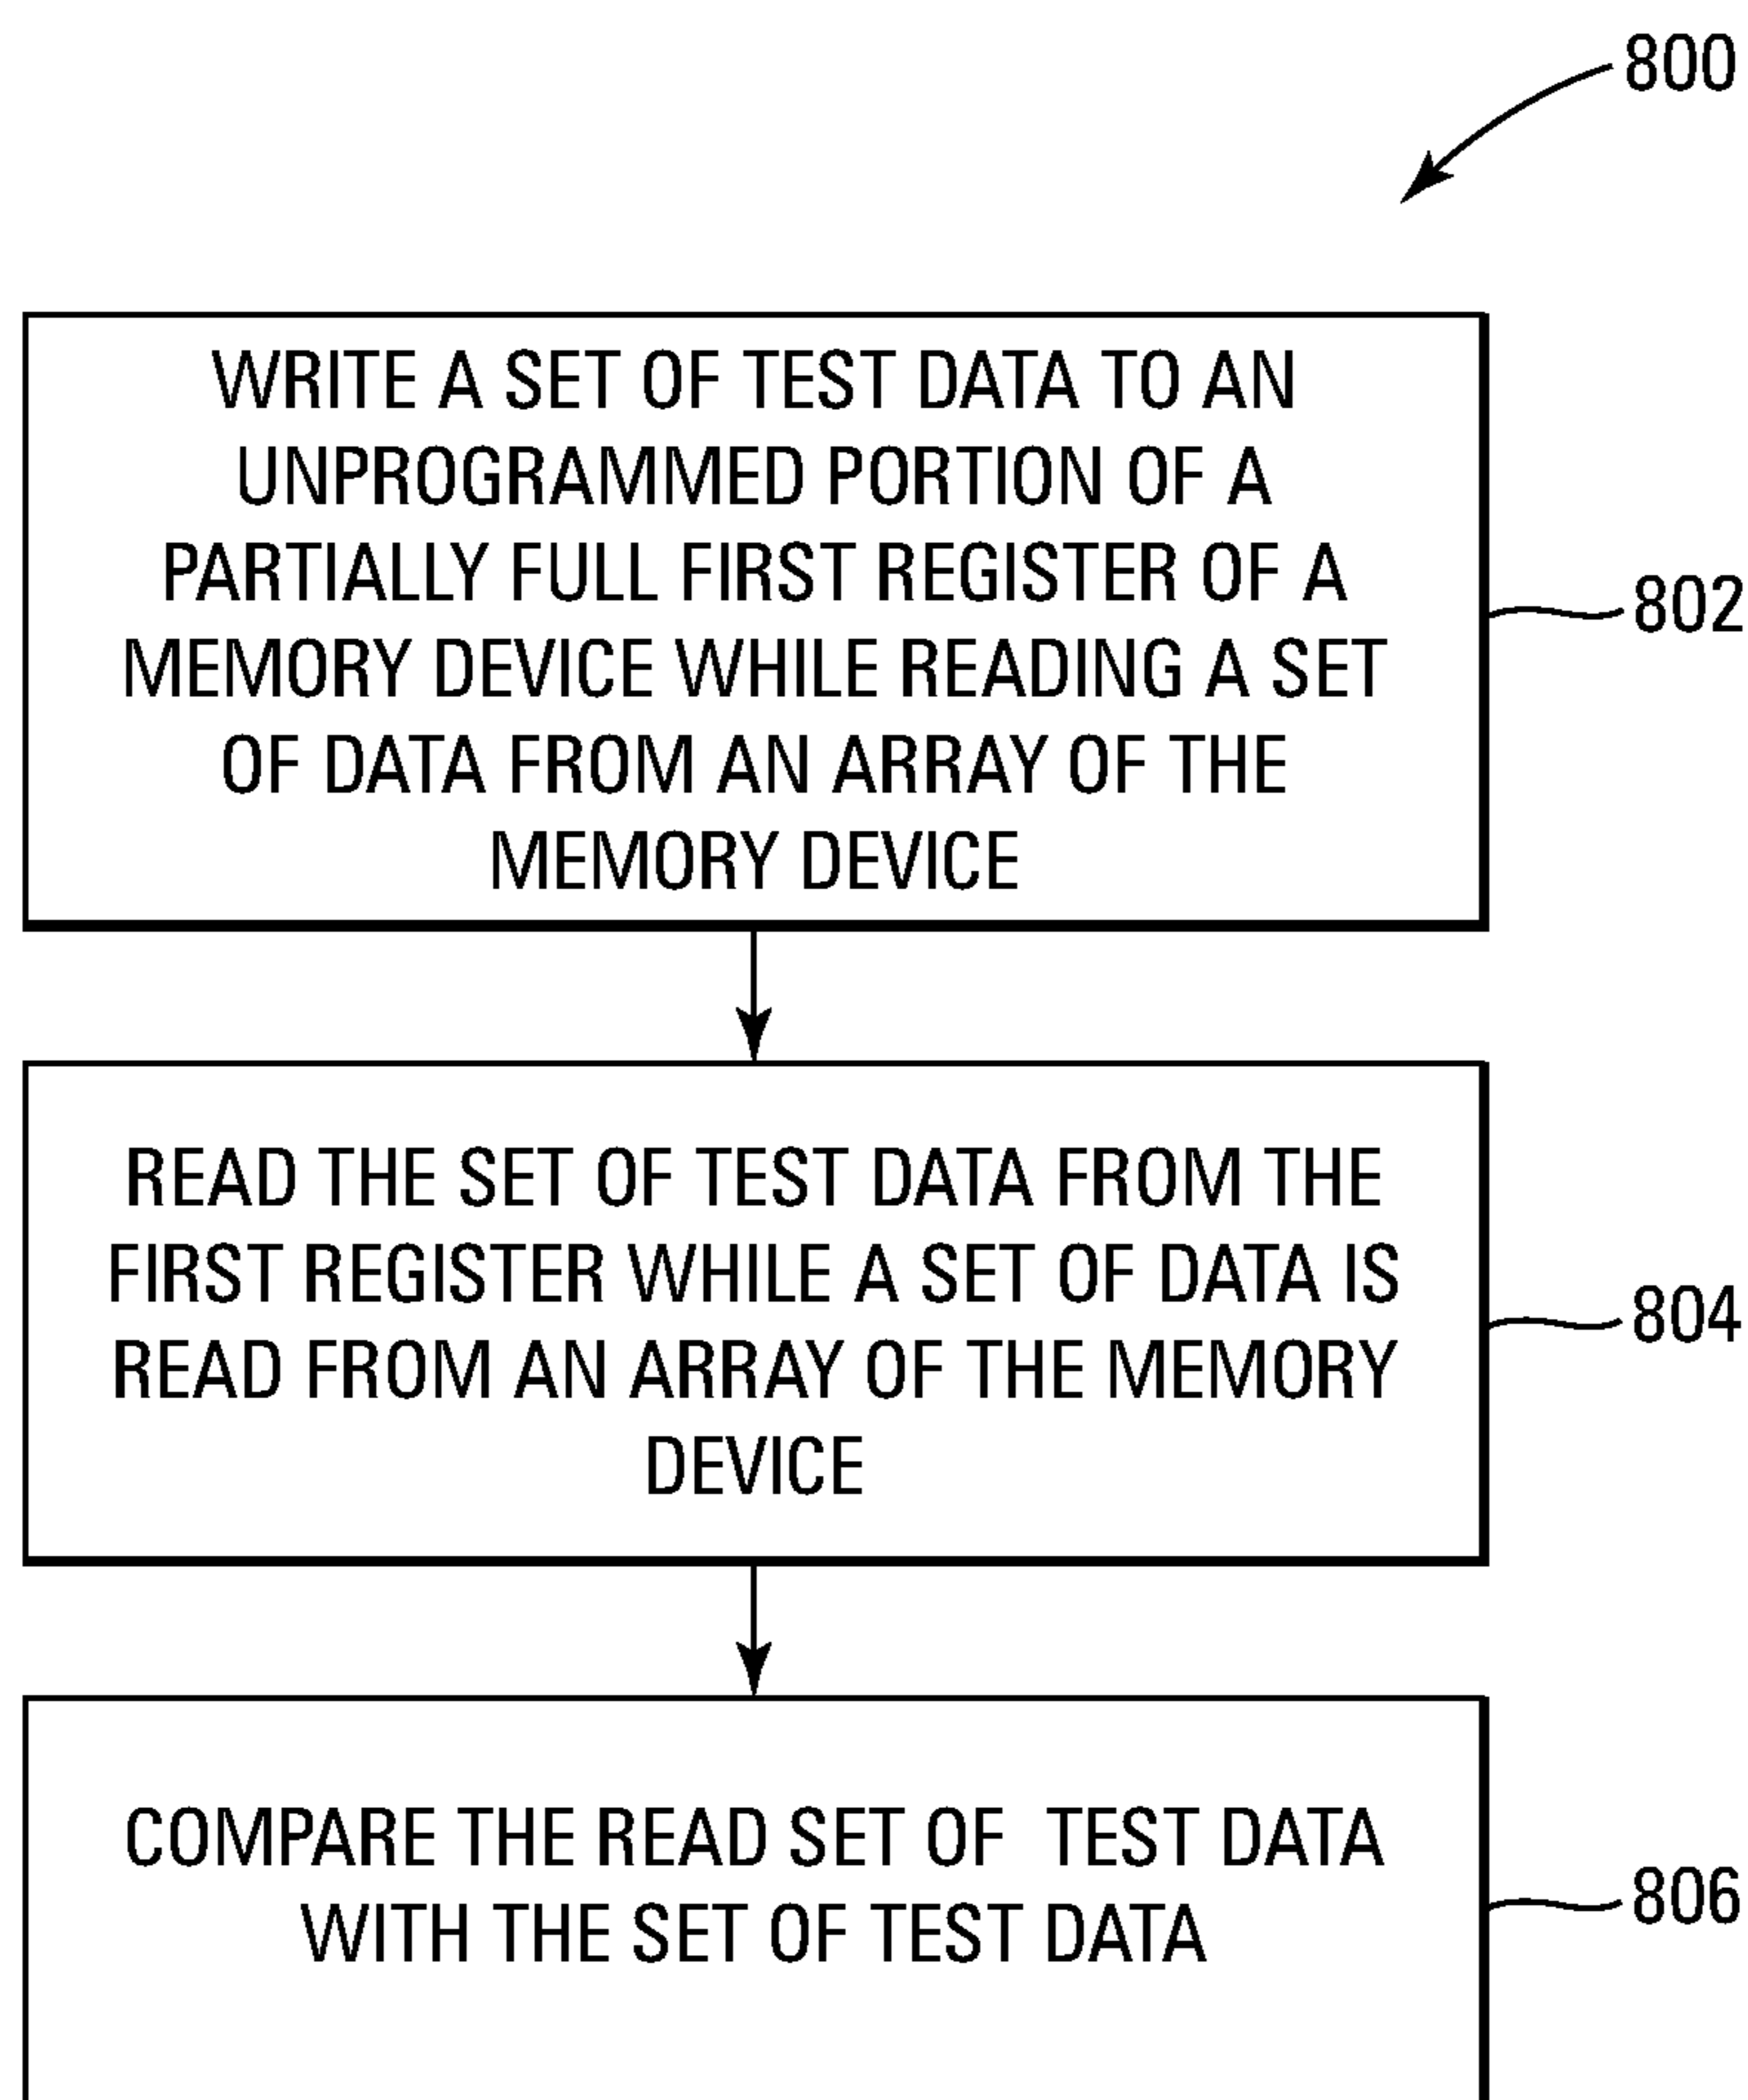 800
WRITE A SET OF TEST DATA TO AN
UNPROGRAMMED PORTION OF A
PARTIALLY FULL FIRST REGISTER OF A
MEMORY DEVICE WHILE READING A SET
OF DATA FROM AN ARRAY OF THE
MEMORY DEVICE
802
READ THE SET OF TEST DATA FROM THE
FIRST REGISTER WHILE A SET OF DATA IS
READ FROM AN ARRAY OF THE MEMORY
DEVICE
804
COMPARE THE READ SET OF TEST DATA
WITH THE SET OF TEST DATA
806